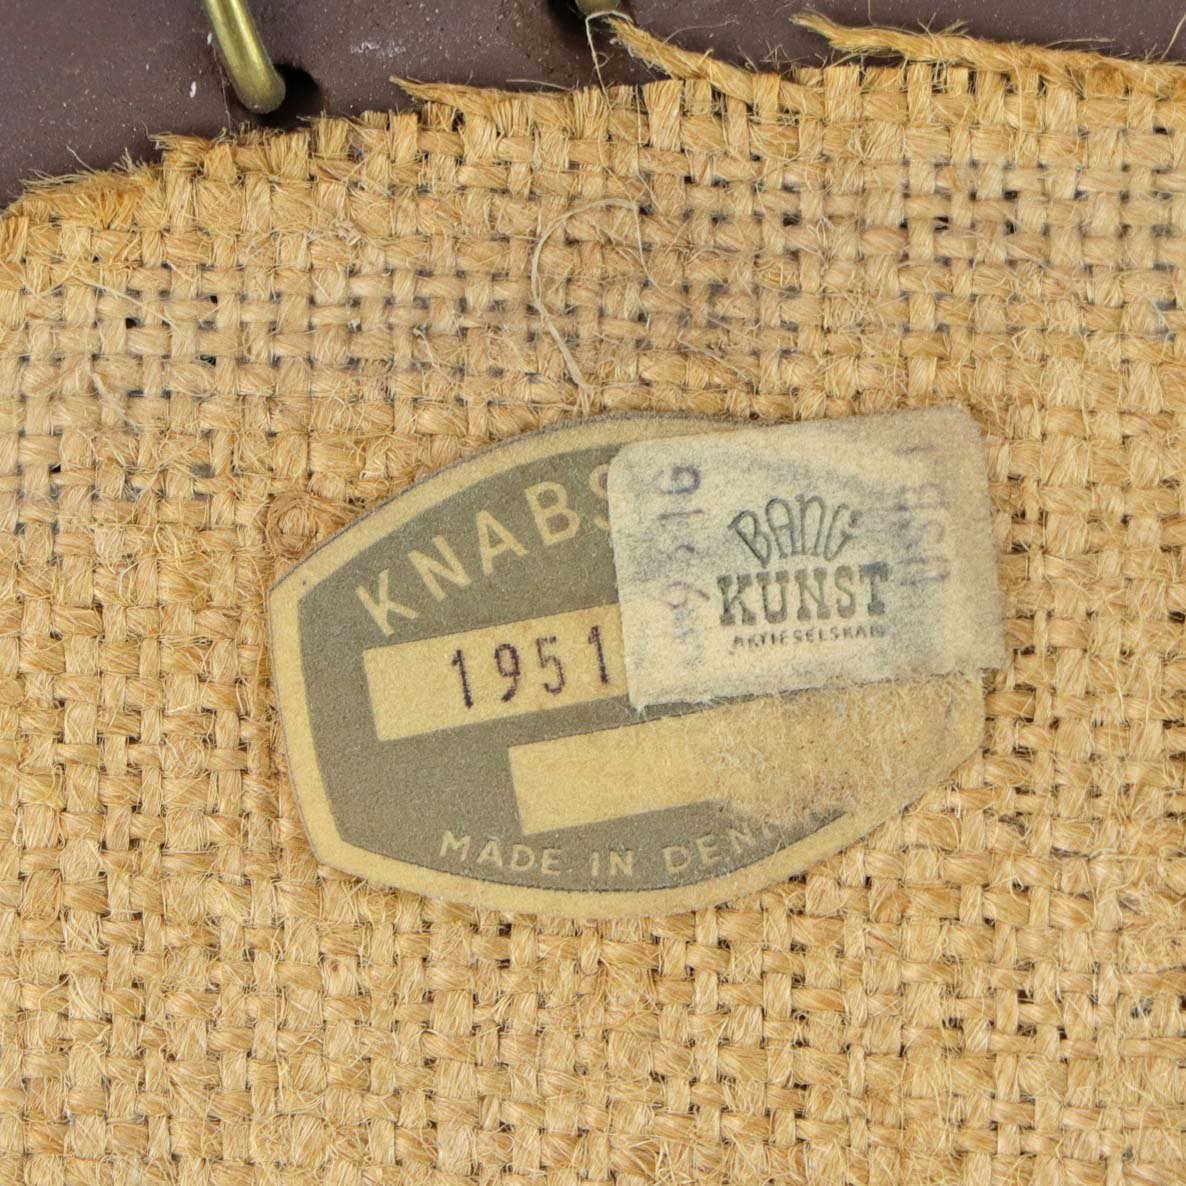 KNABS
1951
MADE IN DEN
BANG
KUNST
AKTIESELSKAB